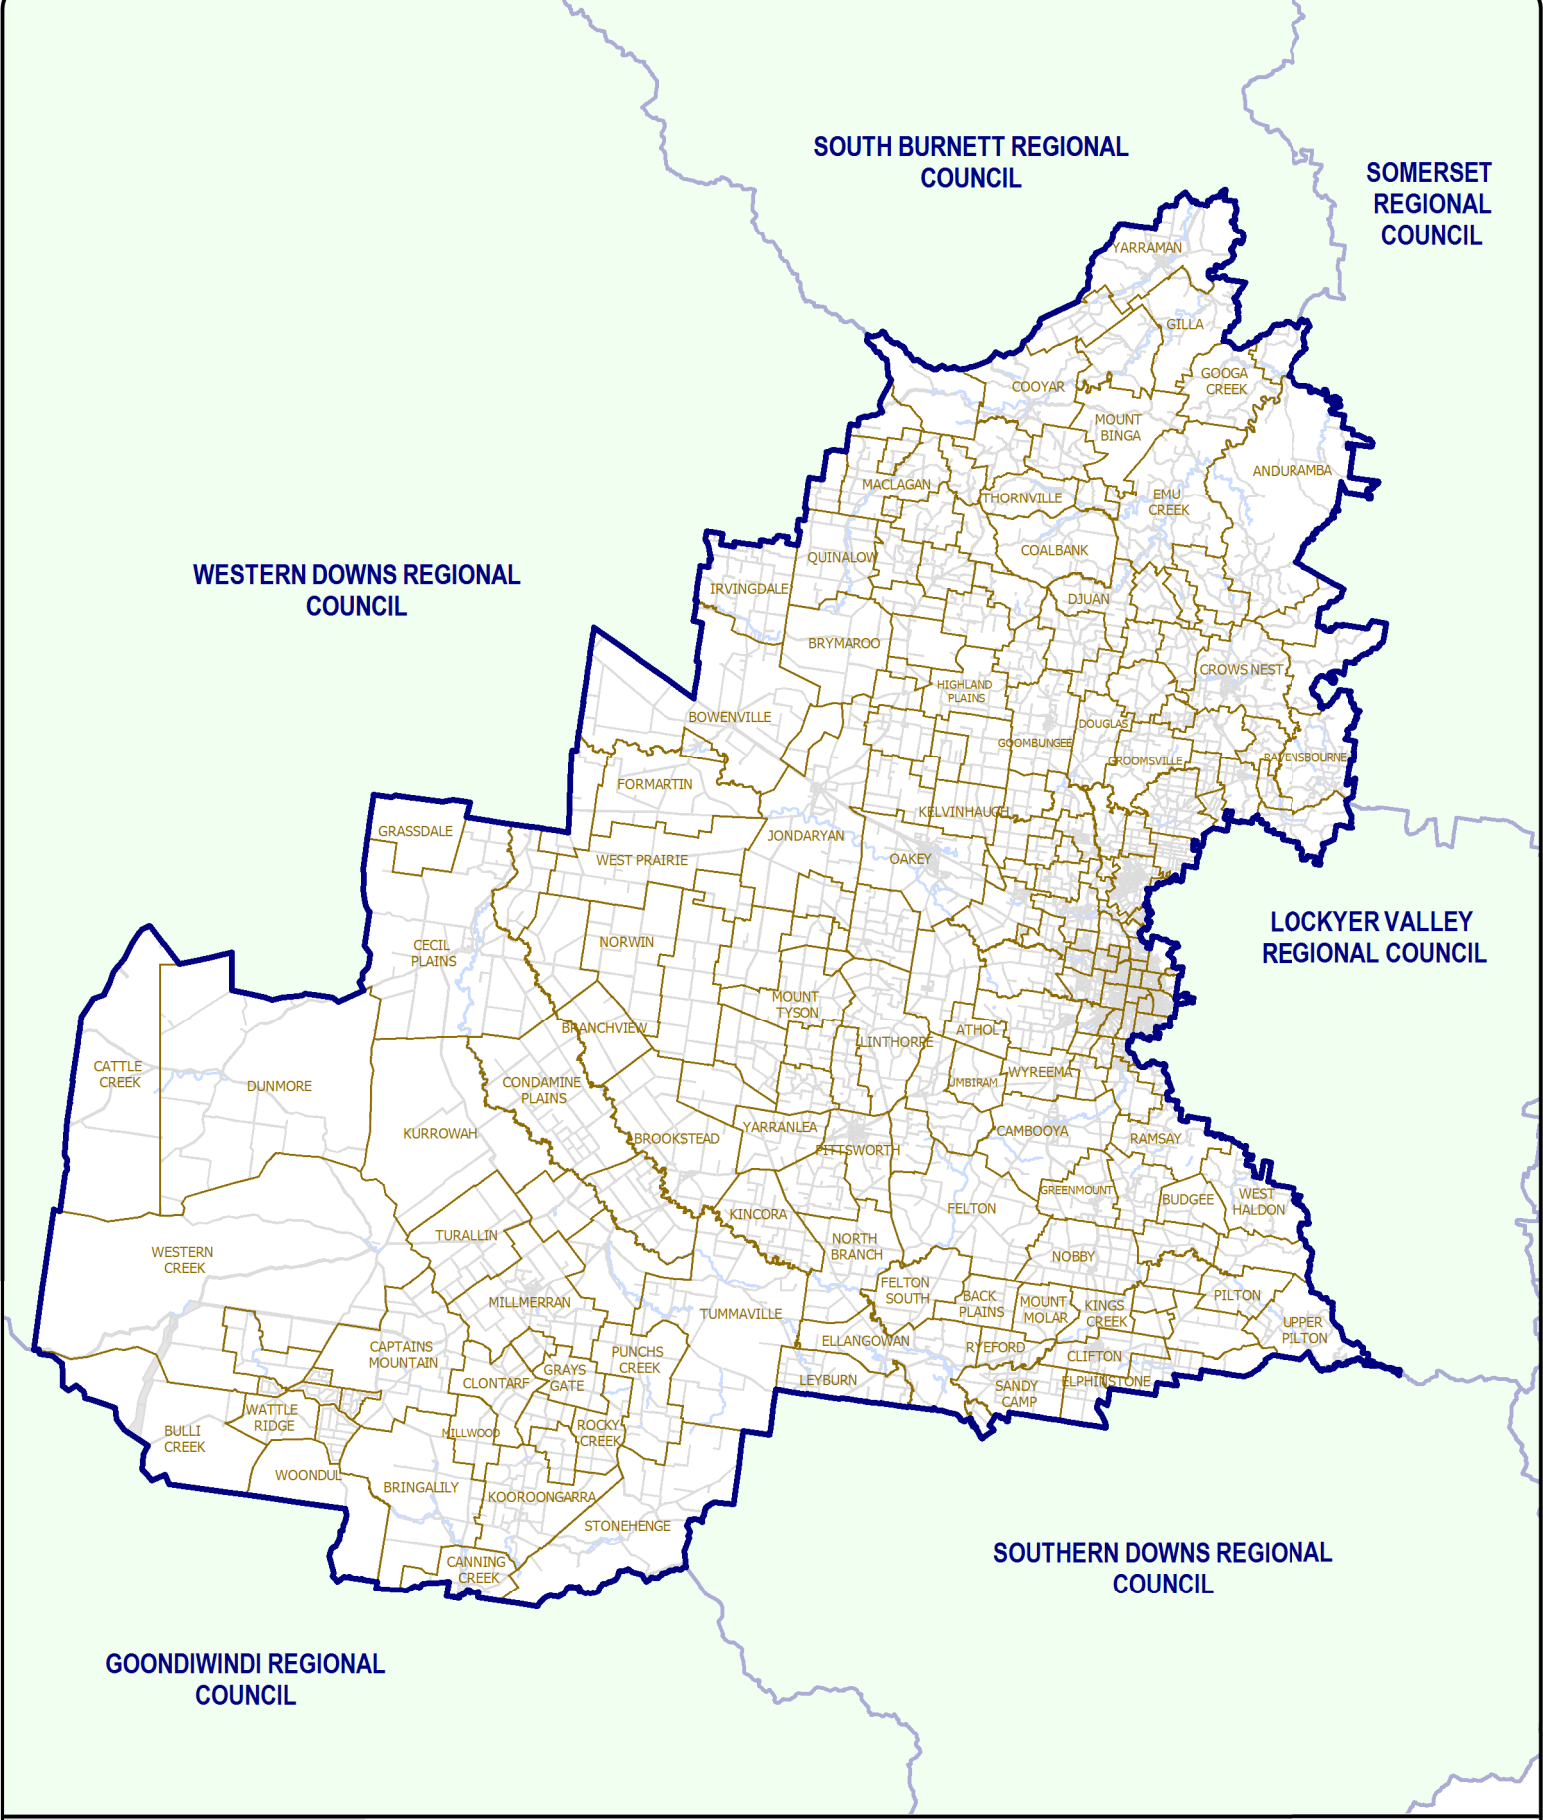 SOUTH BURNETT REGIONAL
COUNCIL
SOMERSET
REGIONAL
COUNCIL
YARRAMAN
GILLA
GOOGA
CREEK
COOYAR
MOUNT
BINGA
ANDURAMBA
MACLAGAN
THORNVILLE
EMU
CREEK
QUINALOW
COALBANK
WESTERN DOWNS REGIONAL
COUNCIL
IRVINGDALE
DJUAN
BRYMAROO
CROWS NEST
HIGHLAND
PLAINS
BOWENVILLE
DOUGLAS
GOOMBUNGEE
GROOMSVILLE
RAVENSBOURNE
FORMARTIN
KELVINHAUGH
GRASSDALE
JONDARYAN
WEST PRAIRIE
OAKEY
LOCKYER VALLEY
REGIONAL COUNCIL
CECIL
PLAINS
NORWIN
MOUNT
TYSON
BRANCHVIEW
ATHOL
LINTHORPE
CATTLE
CREEK
DUNMORE
CONDAMINE
PLAINS
UMBIRAM
WYREEMA
KURROWAH
BROOKSTEAD
YARRANLEA
PITTSWORTH
CAMBOOYA
RAMSAY
GREENMOUNT
BUDGEE
WEST
HALDON
KINCORA
FELTON
TURALLIN
NORTH
BRANCH
WESTERN
CREEK
NOBBY
FELTON
SOUTH
BACK
PLAINS
MOUNT
MOLAR
KINGS
CREEK
PILTON
UPPER
PILTON
MILLMERRAN
TUMMAVILLE
ELLANGOWAN
RYEFORD
CLIFTON
CAPTAINS
MOUNTAIN
PUNCHS
CREEK
GRAYS
GATE
CLONTARF
LEYBURN
SANDY
CAMP
ELPHINSTONE
WATTLE
RIDGE
BULLI
CREEK
MILLWOOD
ROCKY
CREEK
WOONDUL
BRINGALILY
KOOROONGARRA
STONEHENGE
CANNING
CREEK
SOUTHERN DOWNS REGIONAL
COUNCIL
GOONDIWINDI REGIONAL
COUNCIL